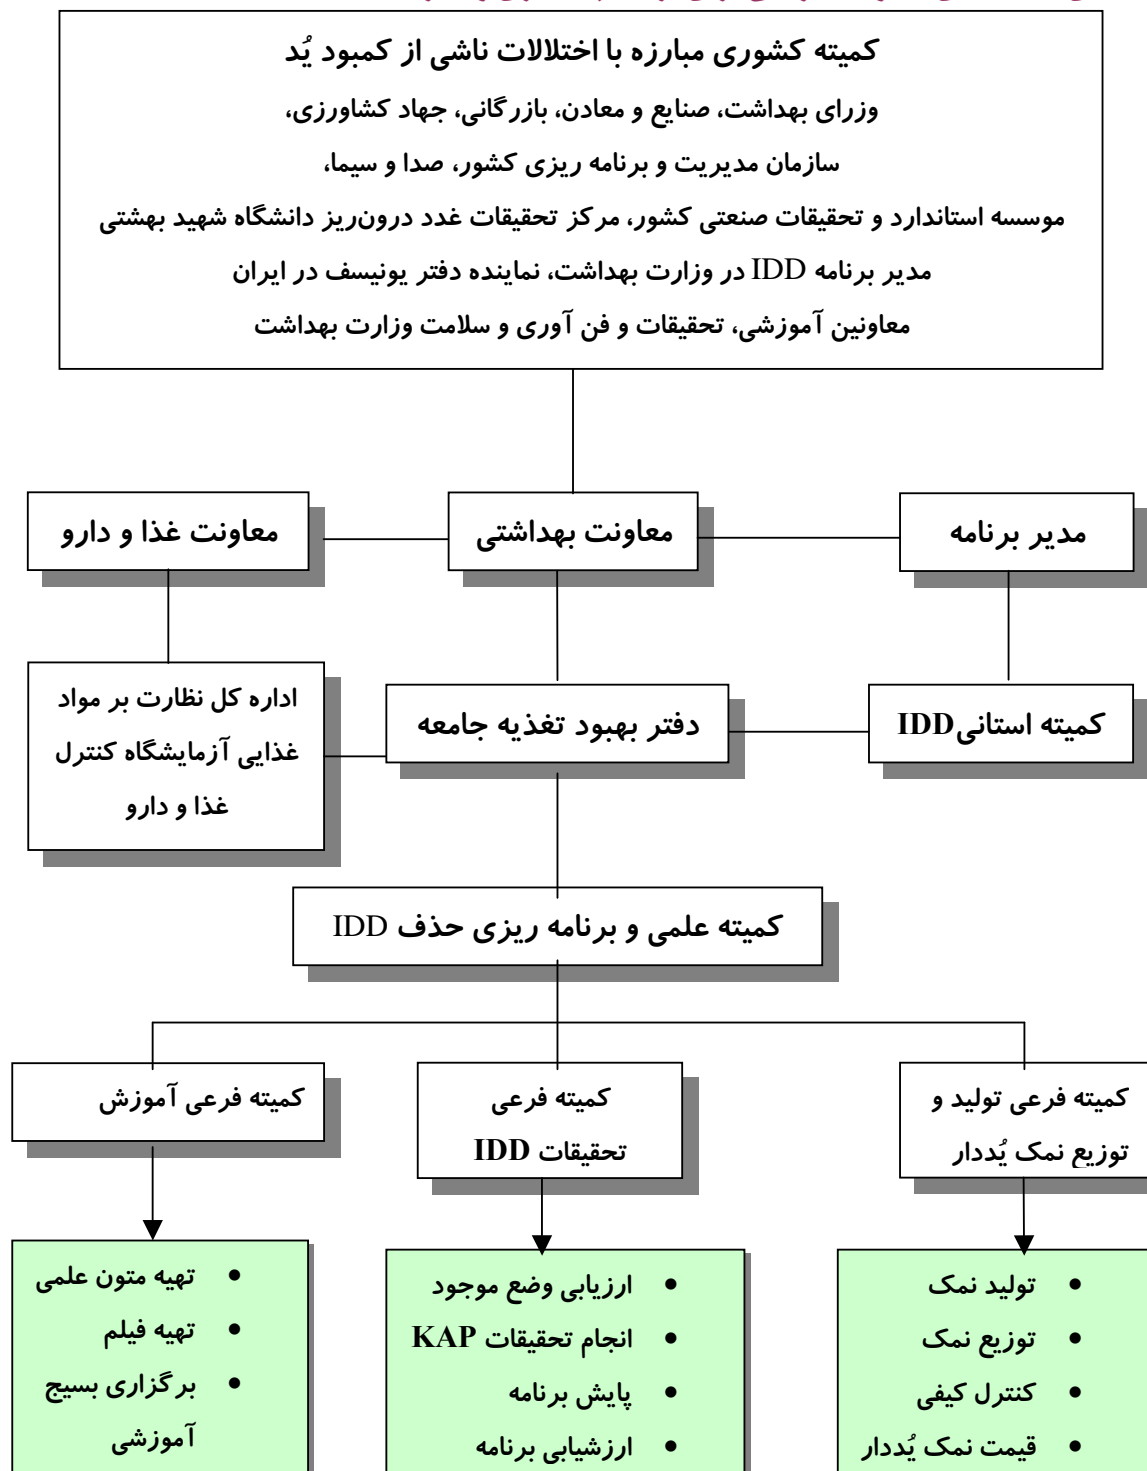 کمیته کشوری مبارزه با اختلالات ناشی از کمبود یُد
وزرای بهداشت، صنایع و معادن، بازرگانی، جهاد کشاورزی،
سازمان مدیریت و برنامه ریزی کشور، صدا و سیما،
موسسه استاندارد و تحقیقات صنعتی کشور، مرکز تحقیقات غدد درون‌ریز دانشگاه شهید بهشتی
مدیر برنامه IDD در وزارت بهداشت، نماینده دفتر یونیسف در ایران
معاونین آموزشی، تحقیقات و فن آوری و سلامت وزارت بهداشت
مدیر برنامه
معاونت بهداشتی
معاونت غذا و دارو
کمیته استانی IDD
دفتر بهبود تغذیه جامعه
اداره کل نظارت بر مواد
غذایی آزمایشگاه کنترل
غذا و دارو
کمیته علمی و برنامه ریزی حذف IDD
کمیته فرعی تولید و
توزیع نمک یُددار
کمیته فرعی
تحقیقات IDD
کمیته فرعی آموزش
• تولید نمک
• توزیع نمک
• کنترل کیفی
• قیمت نمک یُددار
• ارزیابی وضع موجود
• انجام تحقیقات KAP
• پایش برنامه
• ارزشیابی برنامه
• تهیه متون علمی
• تهیه فیلم
• برگزاری بسیج
آموزشی